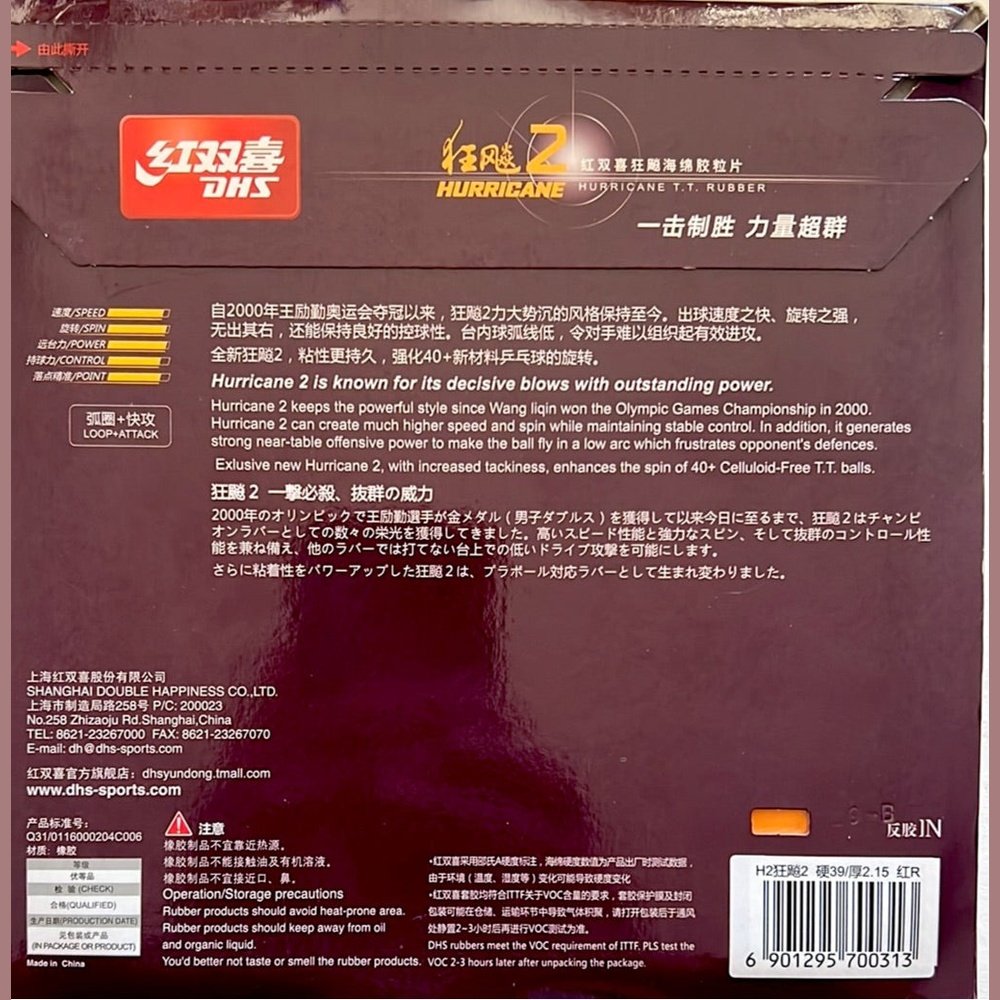 由此撕开
红双喜
DHS
狂飚2
HURRICANE
红双喜狂飚海绵胶粒片
HURRICANE T.T. RUBBER
一击制胜 力量超群
速度/SPEED
旋转/SPIN
远台力/POWER
持球力/CONTROL
落点精准/POINT
弧圈+快攻
LOOP+ATTACK
自2000年王励勤奥运会夺冠以来，狂飚2力大势沉的风格保持至今。出球速度之快、旋转之强，
无出其右，还能保持良好的控球性。台内球弧线低，令对手难以组织起有效进攻。
全新狂飚2，粘性更持久，强化40+新材料乒乓球的旋转。
Hurricane 2 is known for its decisive blows with outstanding power.
Hurricane 2 keeps the powerful style since Wang liqin won the Olympic Games Championship in 2000.
Hurricane 2 can create much higher speed and spin while maintaining stable control. In addition, it generates
strong near-table offensive power to make the ball fly in a low arc which frustrates opponent's defences.
Exlusive new Hurricane 2, with increased tackiness, enhances the spin of 40+ Celluloid-Free T.T. balls.
狂飚2 一撃必殺、抜群の威力
2000年のオリンピックで王励勤選手が金メダル（男子ダブルス）を獲得して以来今日に至るまで、狂飚2はチャンピ
オンラバーとしての数々の栄光を獲得してきました。高いスピード性能と強力なスピン、そして抜群のコントロール性
能を兼ね備え、他のラバーでは打てない台上での低いドライブ攻撃を可能にします。
さらに粘着性をパワーアップした狂飚2は、プラボール対応ラバーとして生まれ変わりました。
上海红双喜股份有限公司
SHANGHAI DOUBLE HAPPINESS CO.,LTD.
上海市制造局路258号 P/C: 200023
No.258 Zhizaoju Rd.Shanghai,China
TEL: 8621-23267000 FAX: 8621-23267070
E-mail: dh@dhs-sports.com
红双喜官方旗舰店：dhsyundong.tmall.com
www.dhs-sports.com
产品标准号：
Q31/0116000204C006
材质：橡胶
等级
优等品
检 验 (CHECK)
合格(QUALIFIED)
生产日期(PRODUCTION DATE)
见包装或产品
(IN PACKAGE OR PRODUCT)
Made in China
注意
橡胶制品不宜靠近热源。
橡胶制品不能接触油及有机溶液。
橡胶制品不宜接近口、鼻。
Operation/Storage precautions
Rubber products should avoid heat-prone area.
Rubber products should keep away from oil
and organic liquid.
You'd better not taste or smell the rubber products.
•红双喜采用邵氏A硬度标注，海绵硬度数值为产品出厂时测试数据，
由于环境（温度、湿度等）变化可能导致硬度变化
•红双喜套胶均符合ITTF关于VOC含量的要求，套胶保护膜及封闭
包装可能在仓储、运输环节中导致气体积聚，请打开包装后于通风
处静置2~3小时后再进行VOC测试为准。
DHS rubbers meet the VOC requirement of ITTF. PLS test the
VOC 2-3 hours later after unpacking the package.
反胶IN
H2狂飚2 硬39/厚2.15 红R
6 901295 700313